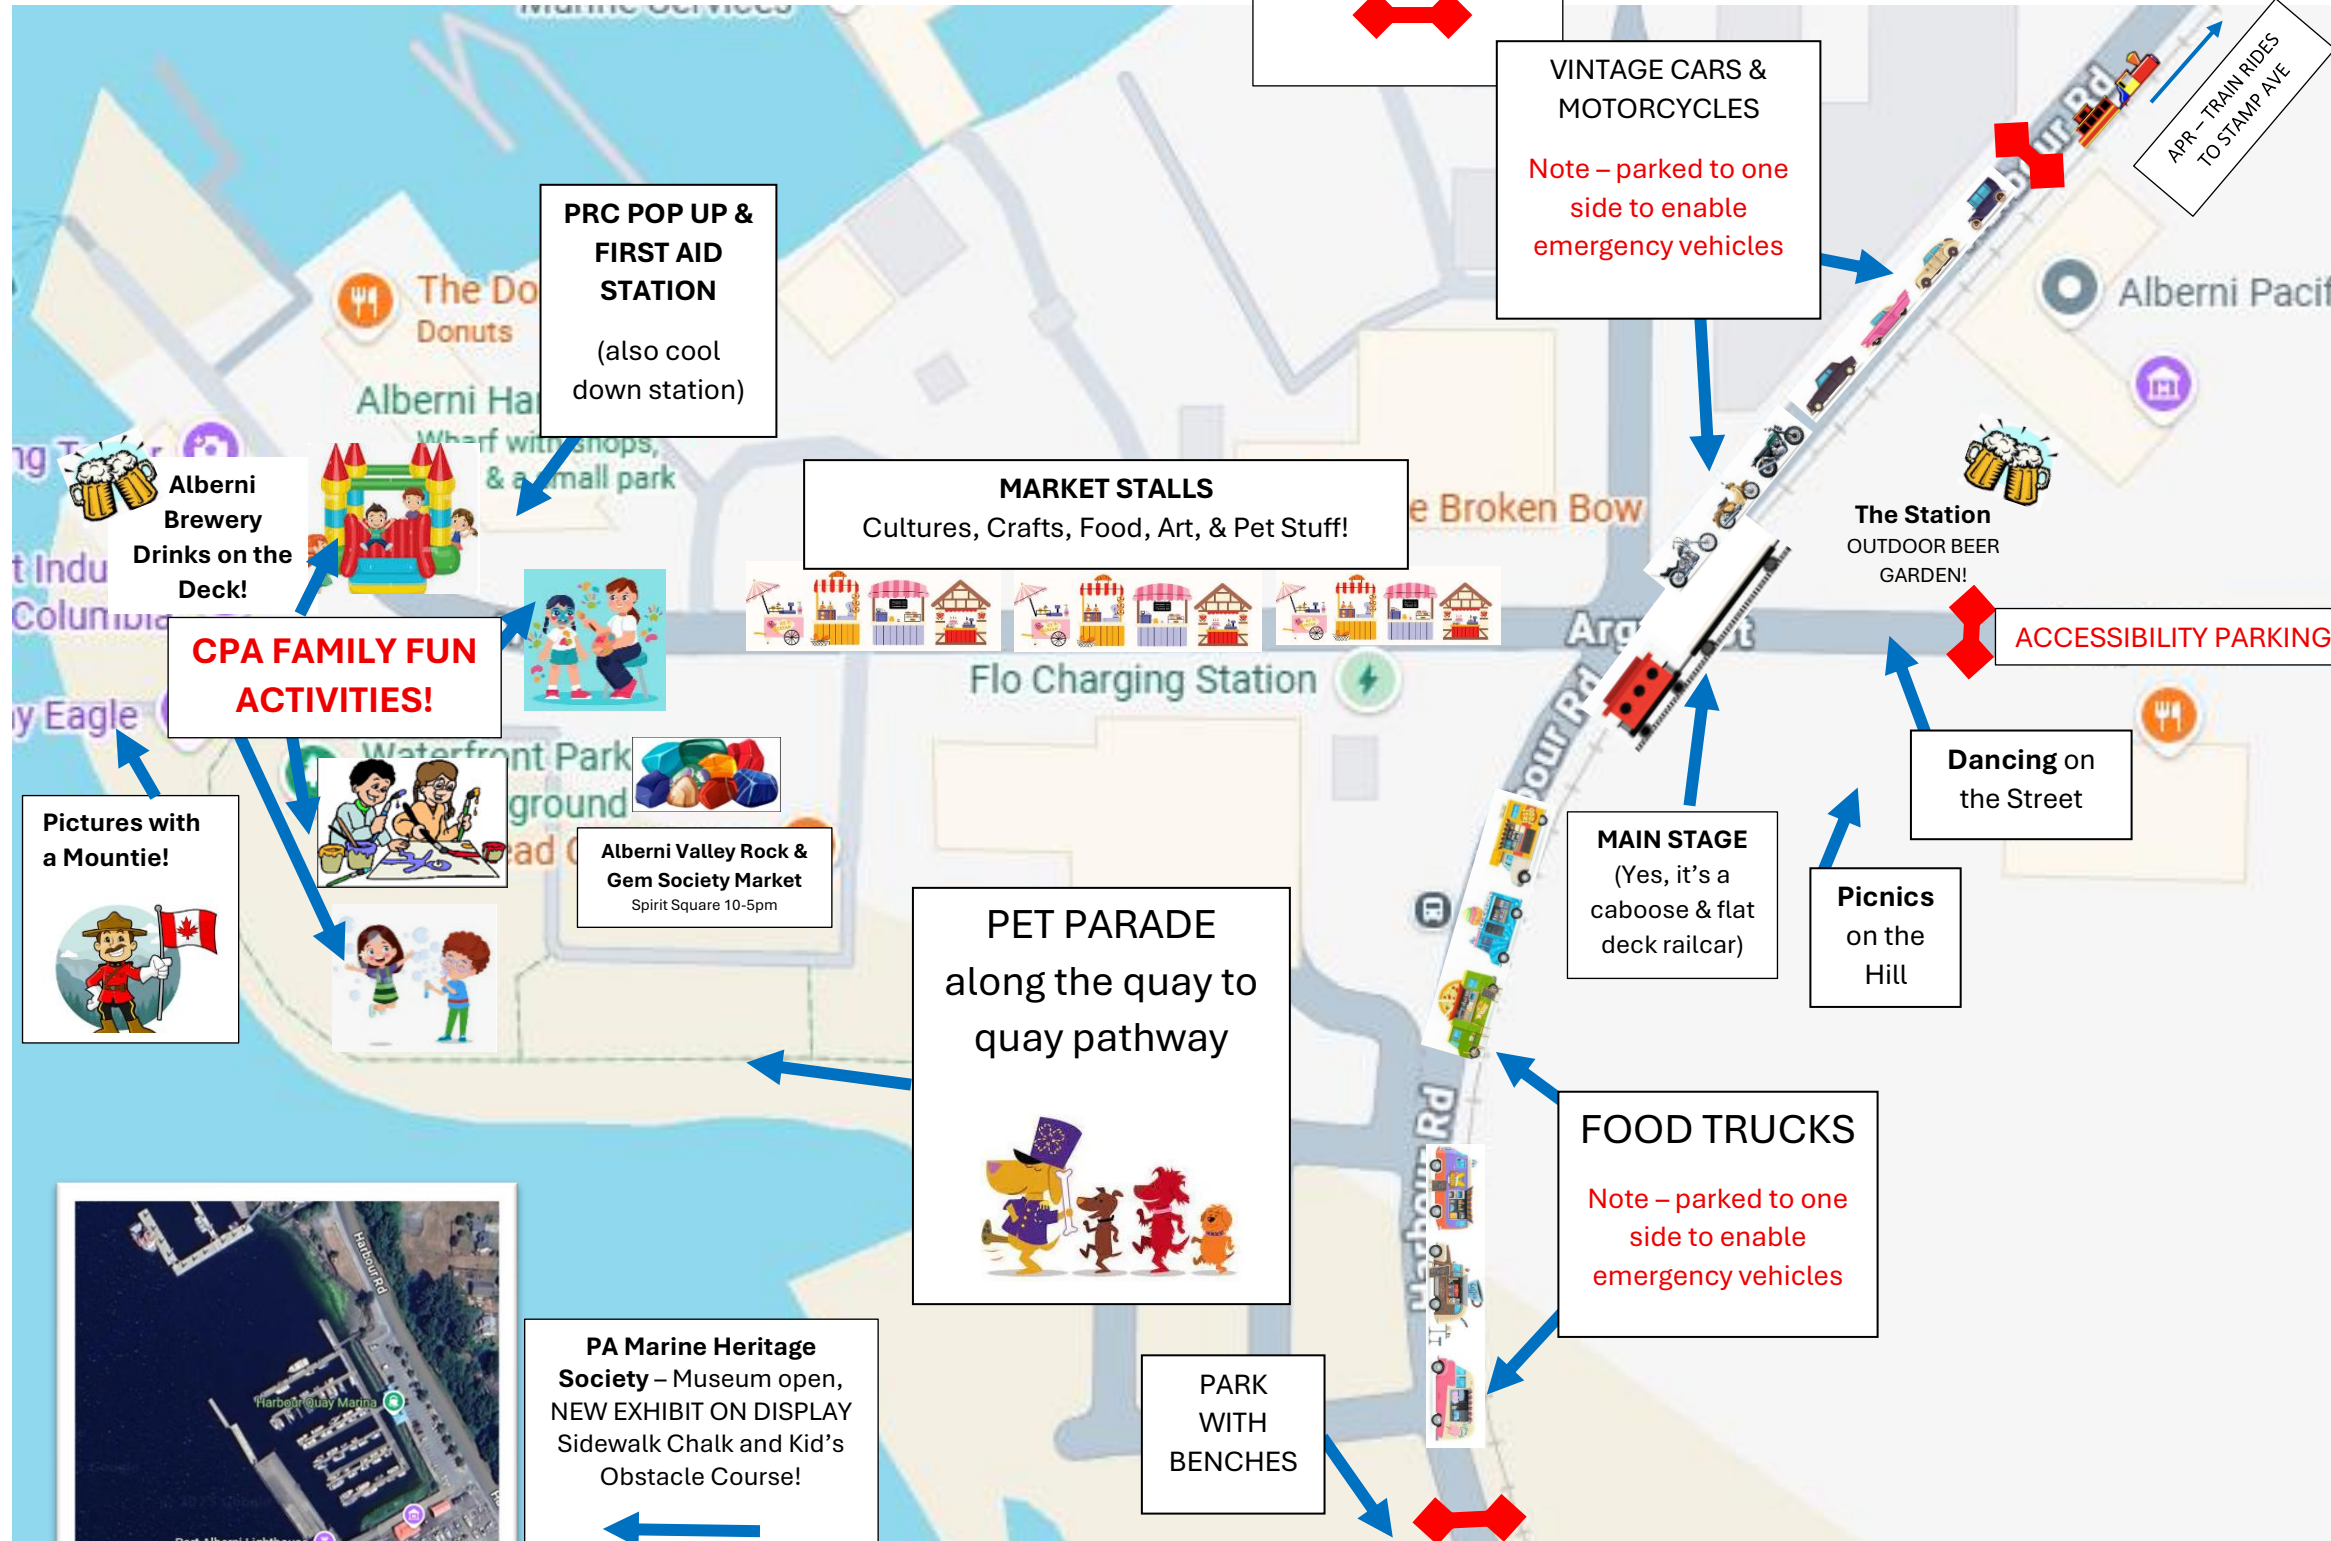 VINTAGE CARS &
MOTORCYCLES
Note – parked to one
side to enable
emergency vehicles
APR – TRAIN RIDES
TO STAMP AVE
PRC POP UP &
FIRST AID
STATION
(also cool
down station)
The Do
Donuts
Alberni
Wharf with shops,
& a small park
Alberni
Brewery
Drinks on the
Deck!
CPA FAMILY FUN
ACTIVITIES!
MARKET STALLS
Cultures, Crafts, Food, Art, & Pet Stuff!
Broken Bow
Alberni
The Station
OUTDOOR BEER
GARDEN!
ACCESSIBILITY PARKING
Flo Charging Station
Eagle
Waterfront Park
Pictures with
a Mountie!
Alberni Valley Rock &
Gem Society Market
Spirit Square 10-5pm
Dancing on
the Street
MAIN STAGE
(Yes, it’s a
caboose & flat
deck railcar)
Picnics
on the
Hill
PET PARADE
along the quay to
quay pathway
FOOD TRUCKS
Note – parked to one
side to enable
emergency vehicles
Harbour Rd
Harbour Rd
Harbour Quay Marina
PA Marine Heritage
Society – Museum open,
NEW EXHIBIT ON DISPLAY
Sidewalk Chalk and Kid’s
Obstacle Course!
PARK
WITH
BENCHES